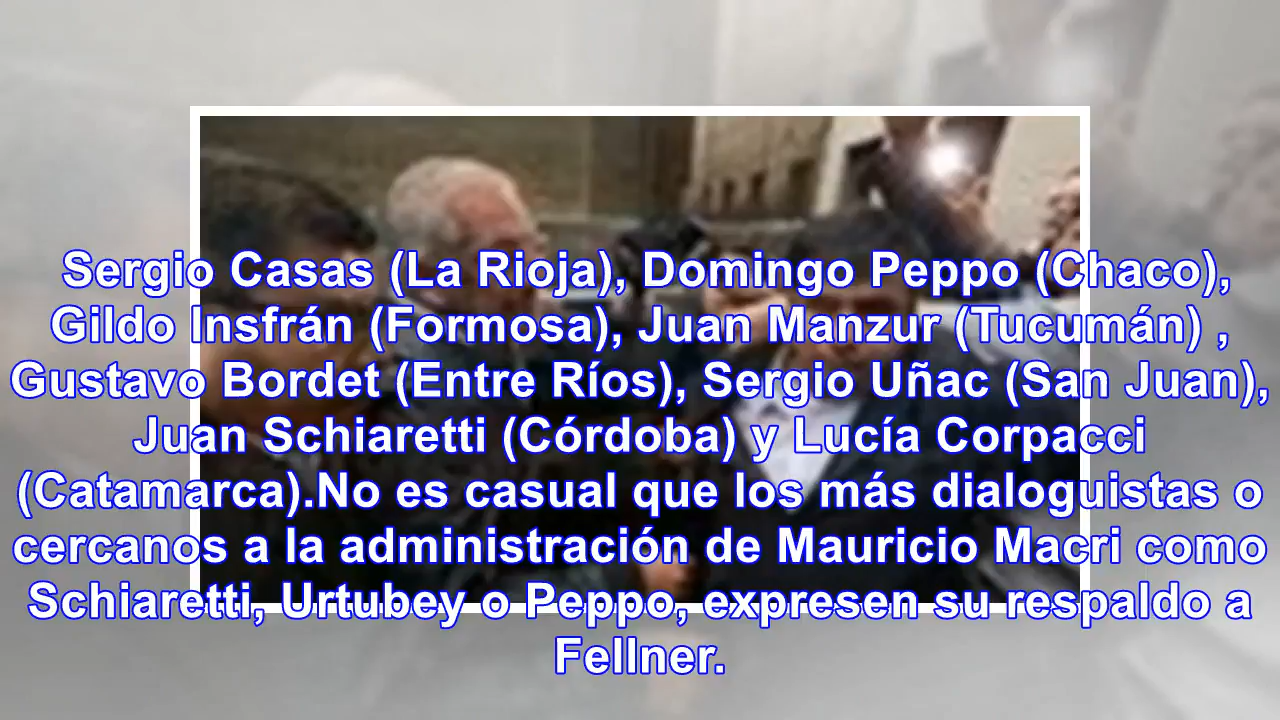 Sergio Casas (La Rioja), Domingo Peppo (Chaco),
Gildo Insfrán (Formosa), Juan Manzur (Tucumán) ,
Gustavo Bordet (Entre Ríos), Sergio Uñac (San Juan),
Juan Schiaretti (Córdoba) y Lucía Corpacci
(Catamarca).No es casual que los más dialoguistas o
cercanos a la administración de Mauricio Macri como
Schiaretti, Urtubey o Peppo, expresen su respaldo a
Fellner.